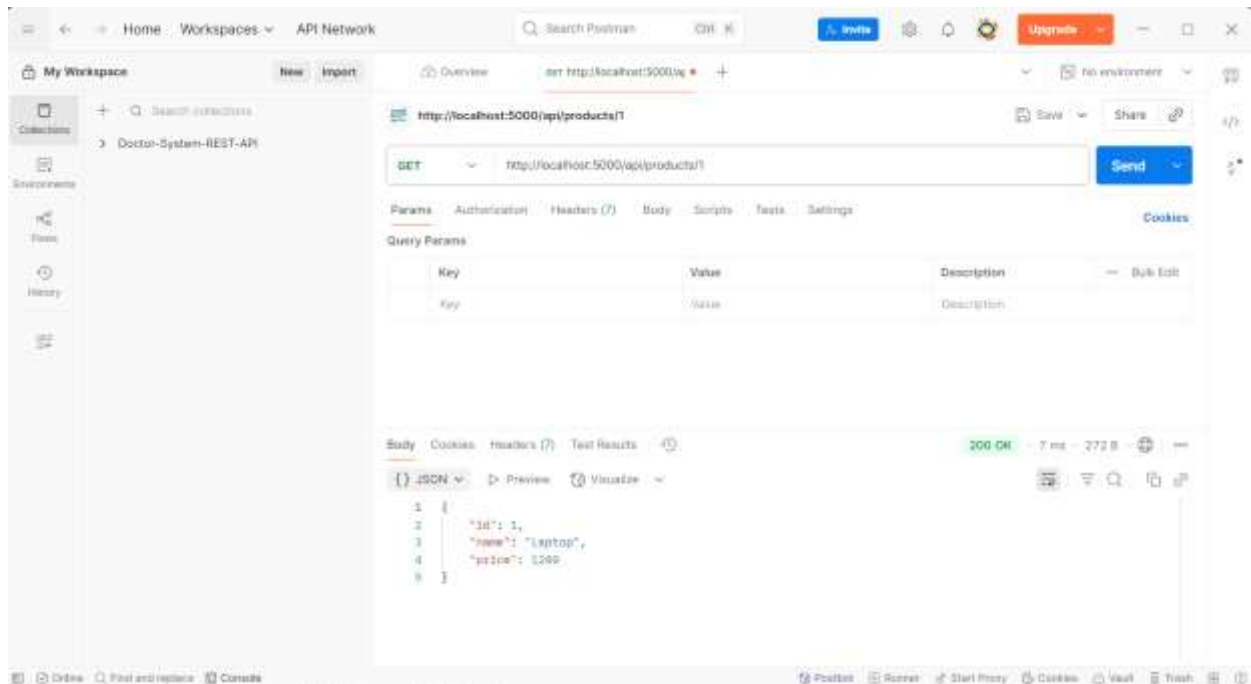 Home Workspaces API Network Search Postman Ctrl K Invite Upgrade
My Workspace New Import Overview GET http://localhost:5000/ap No environment
Collections
Search collections
http://localhost:5000/api/products/1 Save Share
Doctor-System-REST-API
Environments
GET http://localhost:5000/api/products/1 Send
Flows
Params Authorization Headers (7) Body Scripts Tests Settings Cookies
Query Params
History
Key Value Description Bulk Edit
Key Value Description
Body Cookies Headers (7) Test Results 200 OK 7 ms 272 B
{} JSON Preview Visualize
1 {
2 "id": 1,
3 "name": "Laptop",
4 "price":
5 }
Online Find and replace Console Postbot Runner Start Proxy Cookies Vault Trash